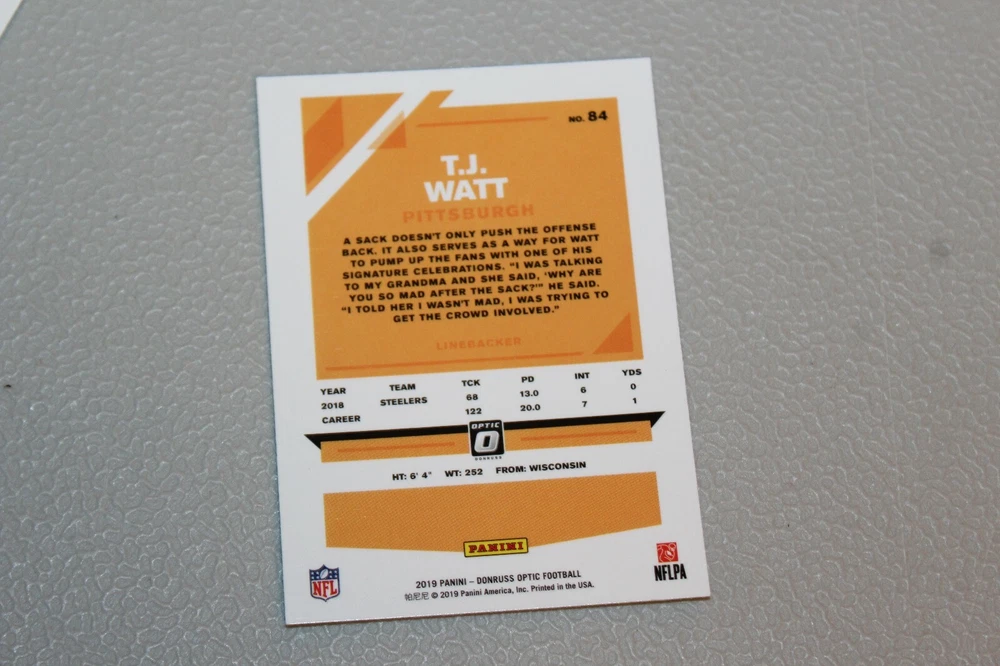 NO. 84
T.J.
WATT
PITTSBURGH
A SACK DOESN'T ONLY PUSH THE OFFENSE
BACK. IT ALSO SERVES AS A WAY FOR WATT
TO PUMP UP THE FANS WITH ONE OF HIS
SIGNATURE CELEBRATIONS. "I WAS TALKING
TO MY GRANDMA AND SHE SAID, 'WHY ARE
YOU SO MAD AFTER THE SACK?'" HE SAID.
"I TOLD HER I WASN'T MAD, I WAS TRYING TO
GET THE CROWD INVOLVED."
LINEBACKER
YEAR TEAM TCK PD INT YDS
2018 STEELERS 68 13.0 6 0
CAREER 122 20.0 7 1
OPTIC
O
DONRUSS
HT: 6' 4" WT: 252 FROM: WISCONSIN
PANINI
NFL
2019 PANINI – DONRUSS OPTIC FOOTBALL
帕尼尼 © 2019 Panini America, Inc. Printed in the USA.
NFLPA